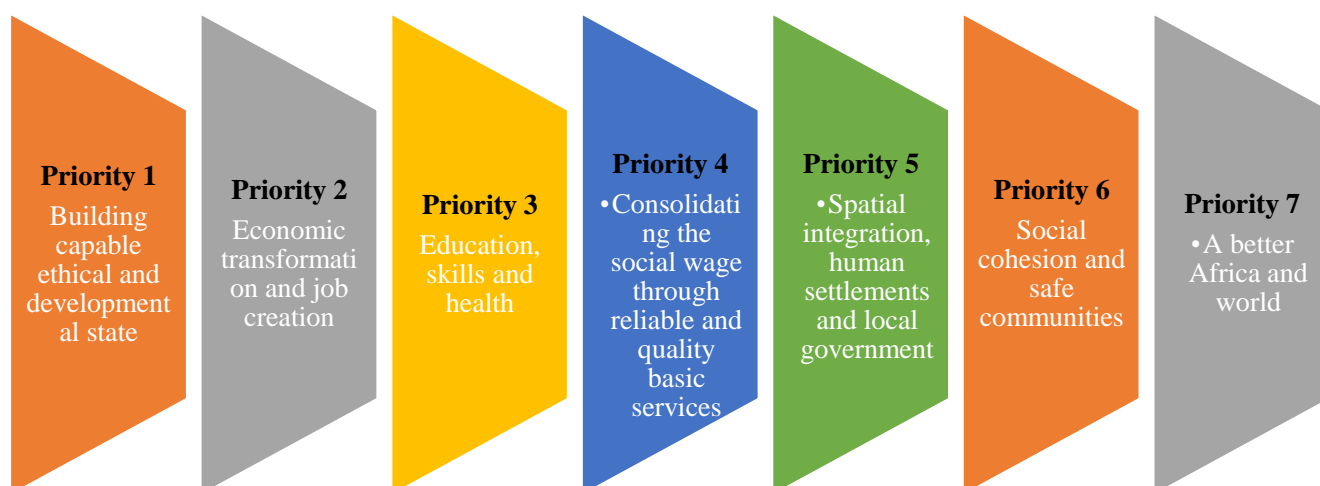 Priority 1
Building
capable
ethical and
development
al state
Priority 2
Economic
transformati
on and job
creation
Priority 3
Education,
skills and
health
Priority 4
•Consolidati
ng the
social wage
through
reliable and
quality
basic
services
Priority 5
•Spatial
integration,
human
settlements
and local
government
Priority 6
Social
cohesion and
safe
communities
Priority 7
•A better
Africa and
world